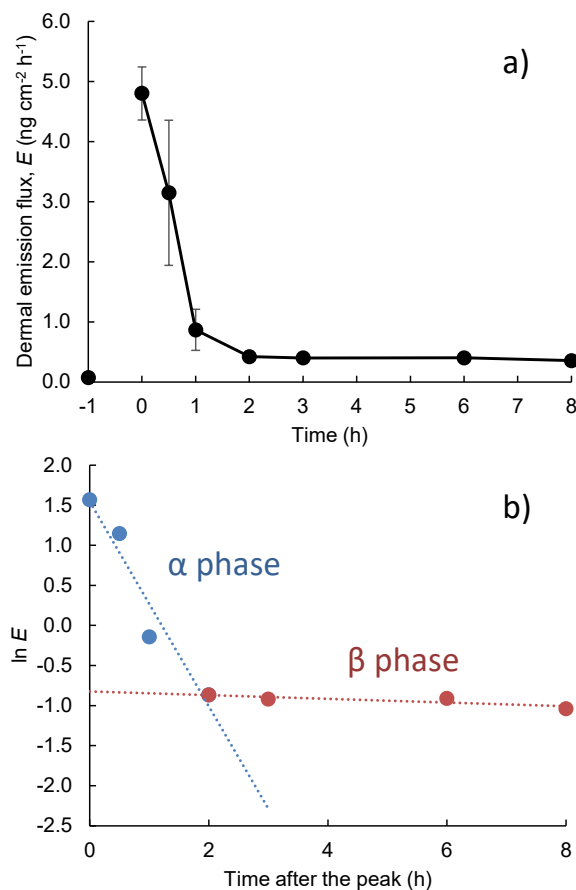 a)
Dermal emission flux, E (ng cm⁻² h⁻¹)
6.0
5.0
4.0
3.0
2.0
1.0
0.0
-1 0 1 2 3 4 5 6 7 8
Time (h)
b)
ln E
2.0
1.5
1.0
0.5
0.0
-0.5
-1.0
-1.5
-2.0
-2.5
α phase
β phase
0 2 4 6 8
Time after the peak (h)